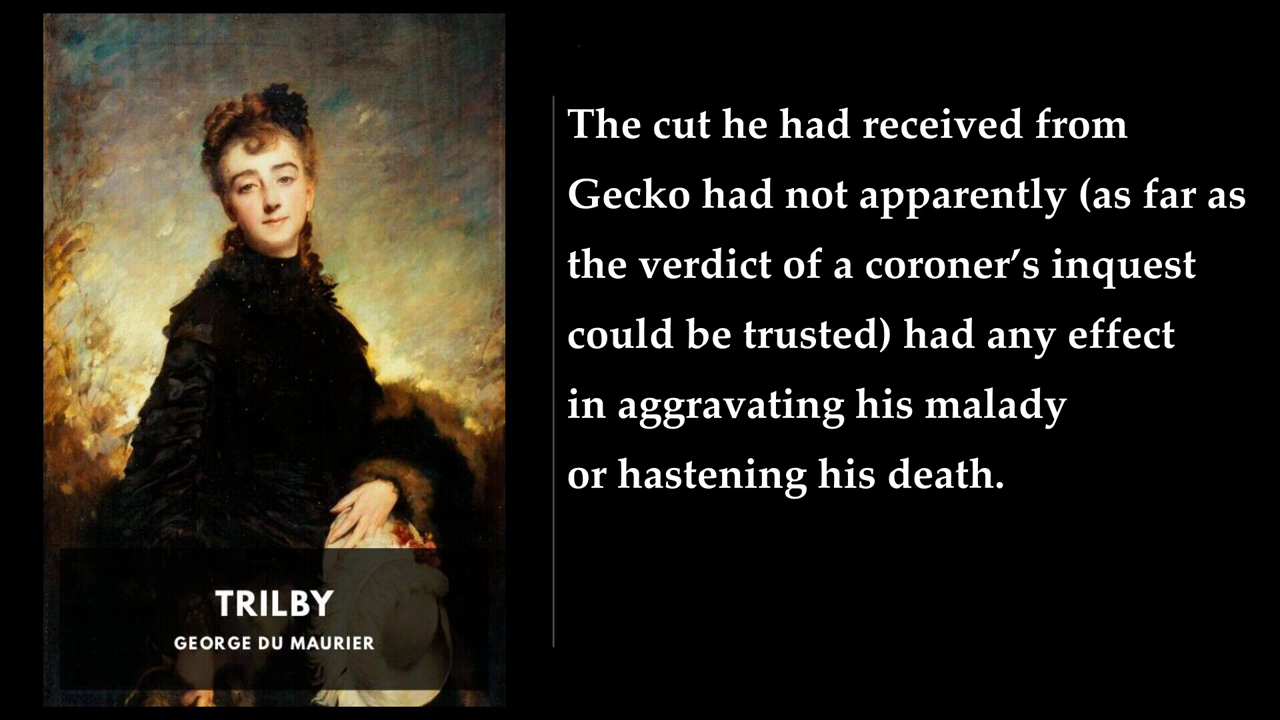 TRILBY
GEORGE DU MAURIER
The cut he had received from
Gecko had not apparently (as far as
the verdict of a coroner’s inquest
could be trusted) had any effect
in aggravating his malady
or hastening his death.